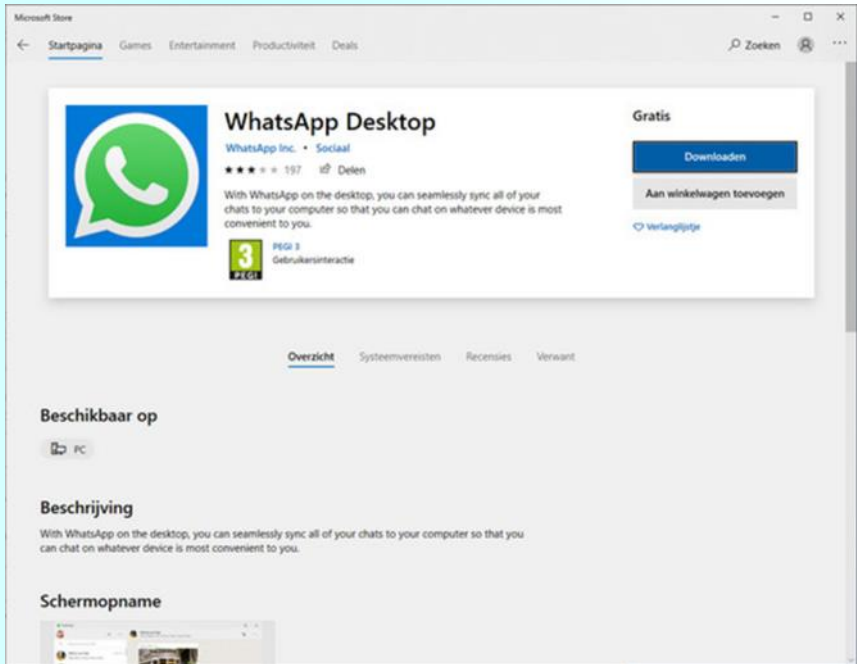 Microsoft Store
Startpagina Games Entertainment Productiviteit Deals Zoeken
WhatsApp Desktop
WhatsApp Inc. • Sociaal
197 Delen
With WhatsApp on the desktop, you can seamlessly sync all of your
chats to your computer so that you can chat on whatever device is most
convenient to you.
3
PEGI
PEGI 3
Gebruikersinteractie
Gratis
Downloaden
Aan winkelwagen toevoegen
Verlanglijstje
Overzicht Systeemvereisten Recensies Verwant
Beschikbaar op
PC
Beschrijving
With WhatsApp on the desktop, you can seamlessly sync all of your chats to your computer so that you
can chat on whatever device is most convenient to you.
Schermopname